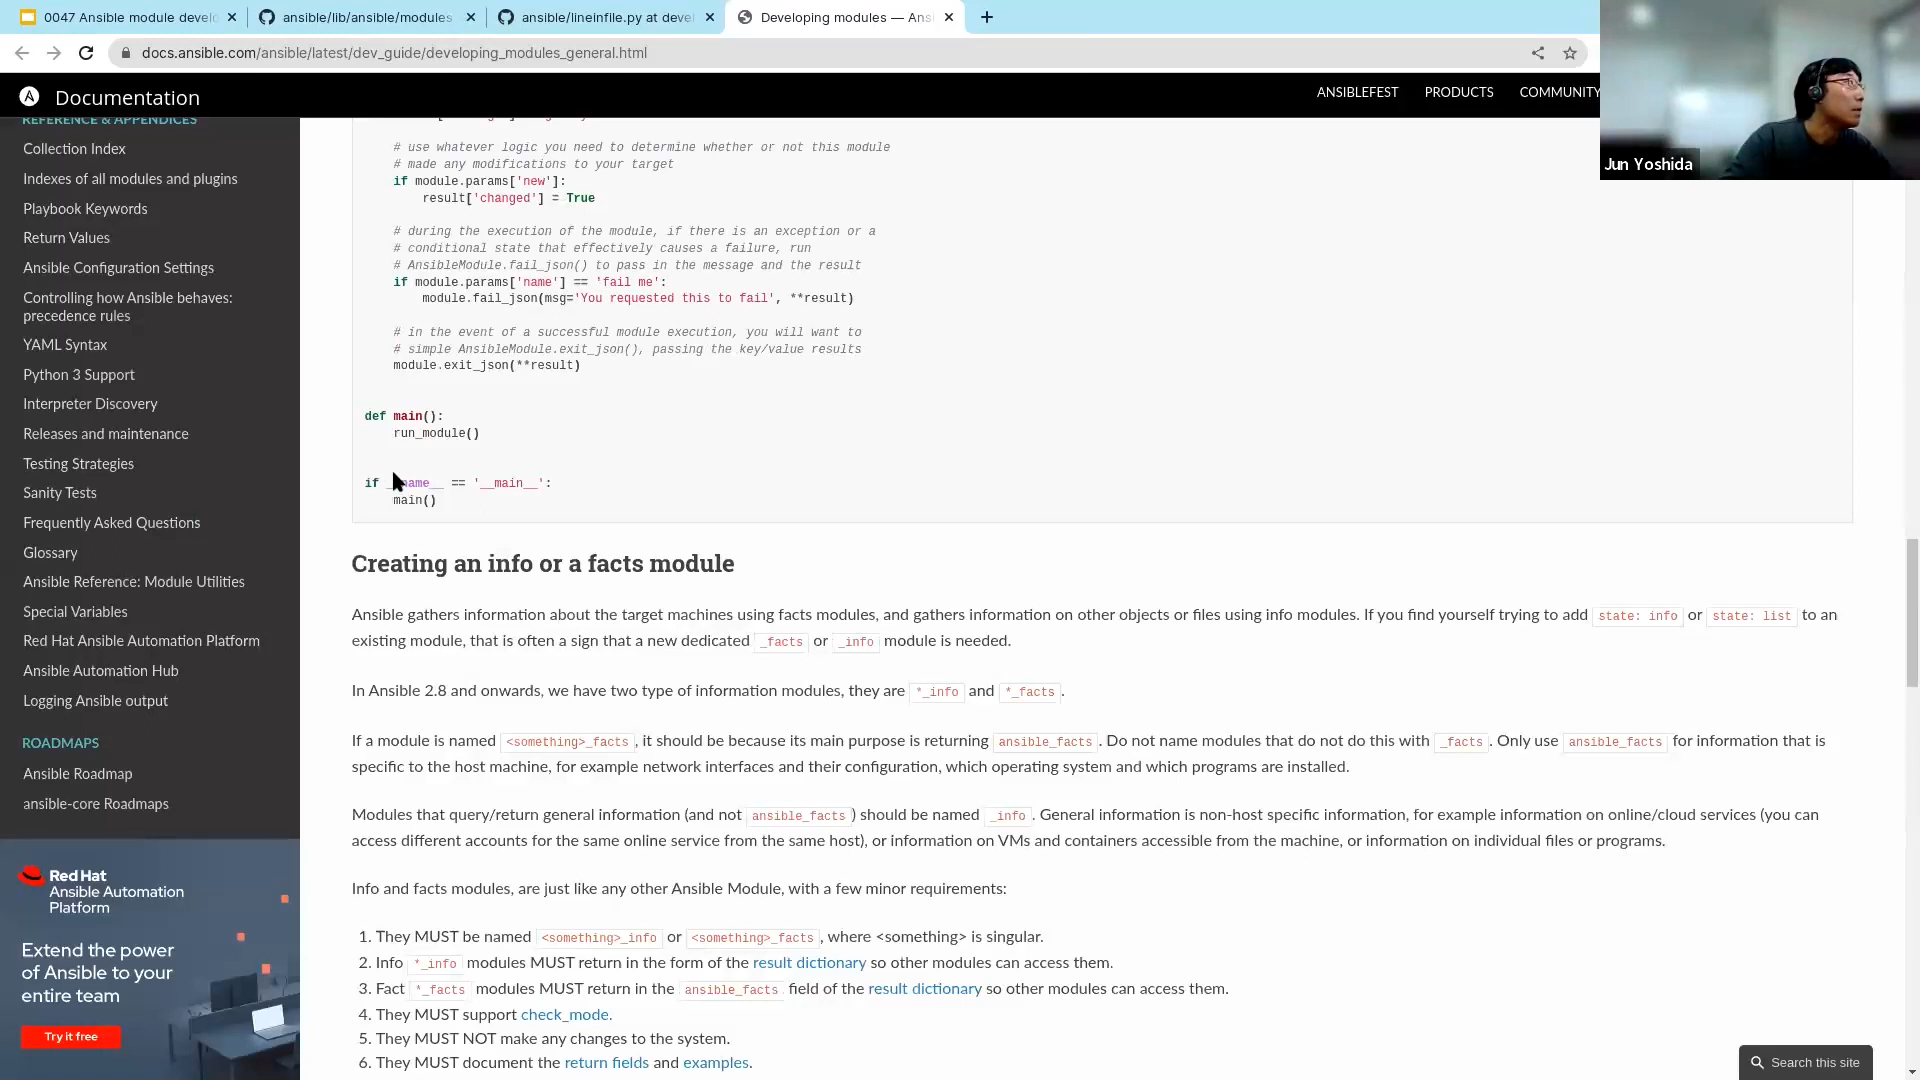 0047 Ansible module develo
ansible/lib/ansible/modules
ansible/lineinfile.py at deve
Developing modules — Ans
docs.ansible.com/ansible/latest/dev_guide/developing_modules_general.html
Documentation
ANSIBLEFEST
PRODUCTS
COMMUNITY
Jun Yoshida
REFERENCE & APPENDICES
Collection Index
Indexes of all modules and plugins
Playbook Keywords
Return Values
Ansible Configuration Settings
Controlling how Ansible behaves:
precedence rules
YAML Syntax
Python 3 Support
Interpreter Discovery
Releases and maintenance
Testing Strategies
Sanity Tests
Frequently Asked Questions
Glossary
Ansible Reference: Module Utilities
Special Variables
Red Hat Ansible Automation Platform
Ansible Automation Hub
Logging Ansible output
ROADMAPS
Ansible Roadmap
ansible-core Roadmaps
Red Hat
Ansible Automation
Platform
Extend the power
of Ansible to your
entire team
Try it free
# use whatever logic you need to determine whether or not this module
# made any modifications to your target
if module.params['new']:
result['changed'] = True
# during the execution of the module, if there is an exception or a
# conditional state that effectively causes a failure, run
# AnsibleModule.fail_json() to pass in the message and the result
if module.params['name'] == 'fail me':
module.fail_json(msg='You requested this to fail', **result)
# in the event of a successful module execution, you will want to
# simple AnsibleModule.exit_json(), passing the key/value results
module.exit_json(**result)
def main():
run_module()
if __name__ == '__main__':
main()
Creating an info or a facts module
Ansible gathers information about the target machines using facts modules, and gathers information on other objects or files using info modules. If you find yourself trying to add state: info or state: list to an
existing module, that is often a sign that a new dedicated _facts or _info module is needed.
In Ansible 2.8 and onwards, we have two type of information modules, they are *_info and *_facts.
If a module is named <something>_facts, it should be because its main purpose is returning ansible_facts. Do not name modules that do not do this with _facts. Only use ansible_facts for information that is
specific to the host machine, for example network interfaces and their configuration, which operating system and which programs are installed.
Modules that query/return general information (and not ansible_facts) should be named _info. General information is non-host specific information, for example information on online/cloud services (you can
access different accounts for the same online service from the same host), or information on VMs and containers accessible from the machine, or information on individual files or programs.
Info and facts modules, are just like any other Ansible Module, with a few minor requirements:
1. They MUST be named <something>_info or <something>_facts, where <something> is singular.
2. Info *_info modules MUST return in the form of the result dictionary so other modules can access them.
3. Fact *_facts modules MUST return in the ansible_facts field of the result dictionary so other modules can access them.
4. They MUST support check_mode.
5. They MUST NOT make any changes to the system.
6. They MUST document the return fields and examples.
Search this site